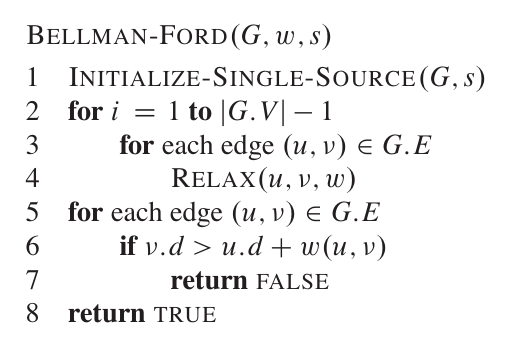 BELLMAN-FORD(G, w, s)
1 INITIALIZE-SINGLE-SOURCE(G, s)
2 for i = 1 to |G.V| − 1
3 for each edge (u, v) ∈ G.E
4 RELAX(u, v, w)
5 for each edge (u, v) ∈ G.E
6 if v.d > u.d + w(u, v)
7 return FALSE
8 return TRUE